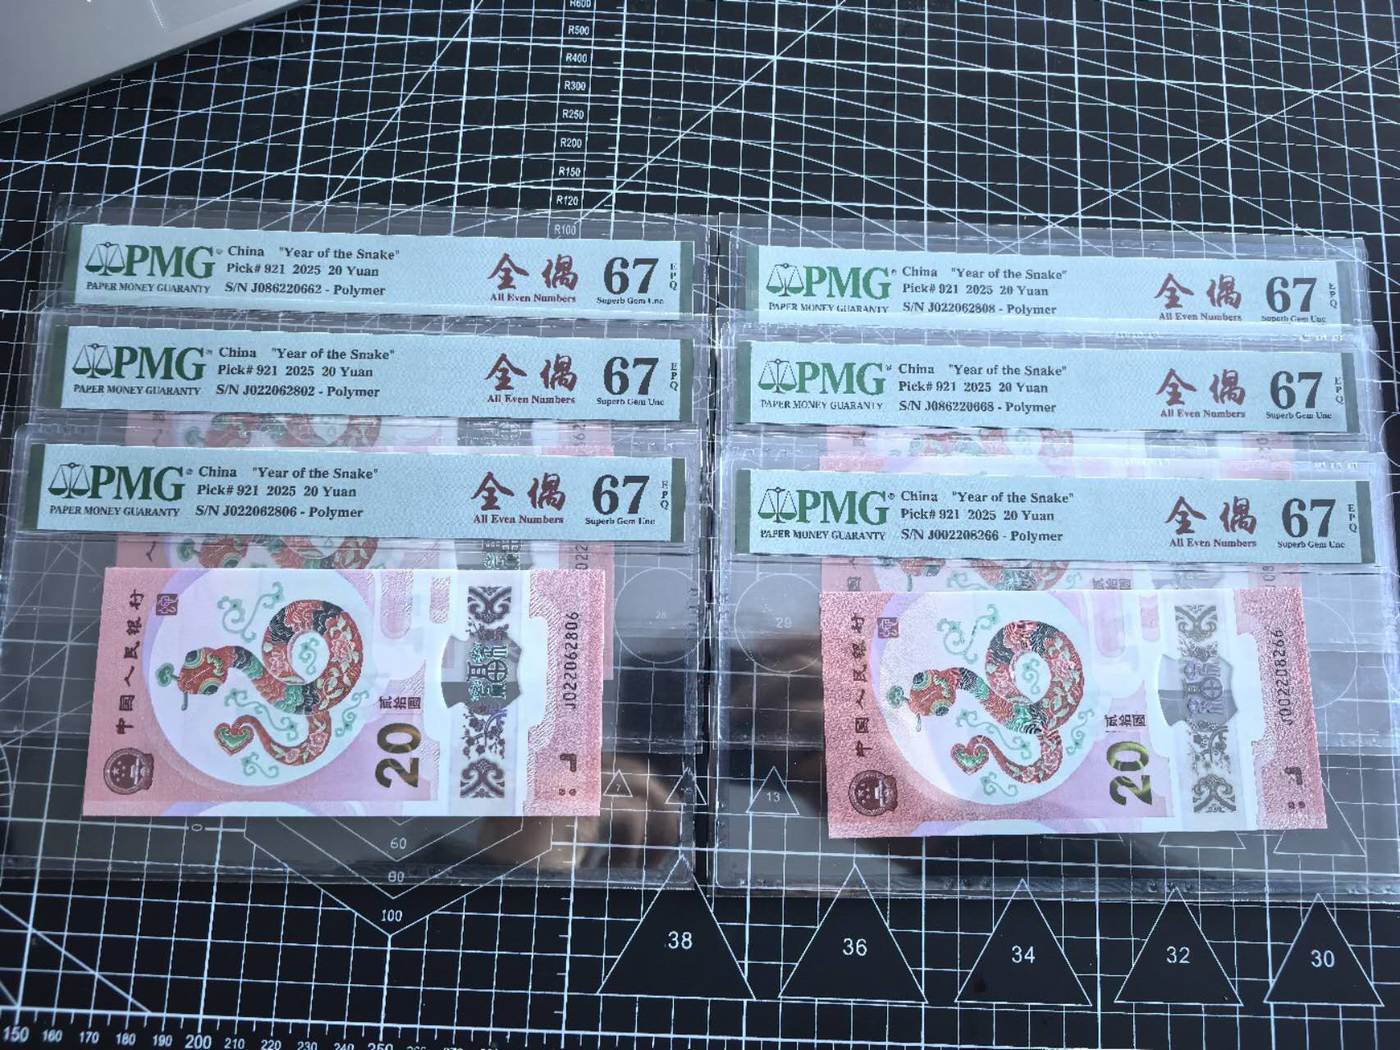 R600
R500
R400
R300
R250
R200
R150
R120
R100
PMG® China "Year of the Snake"
Pick# 921 2025 20 Yuan
PAPER MONEY GUARANTY S/N J086220662 - Polymer
全 偶
All Even Numbers
67 EPQ
Superb Gem Unc
PMG® China "Year of the Snake"
Pick# 921 2025 20 Yuan
PAPER MONEY GUARANTY S/N J022062802 - Polymer
全 偶
All Even Numbers
67 EPQ
Superb Gem Unc
PMG® China "Year of the Snake"
Pick# 921 2025 20 Yuan
PAPER MONEY GUARANTY S/N J022062806 - Polymer
全 偶
All Even Numbers
67 EPQ
Superb Gem Unc
中國人民銀行
貳拾圓
20
J022062806
PMG® China "Year of the Snake"
Pick# 921 2025 20 Yuan
PAPER MONEY GUARANTY S/N J022062808 - Polymer
全 偶
All Even Numbers
67 EPQ
Superb Gem Unc
PMG® China "Year of the Snake"
Pick# 921 2025 20 Yuan
PAPER MONEY GUARANTY S/N J086220668 - Polymer
全 偶
All Even Numbers
67 EPQ
Superb Gem Unc
PMG® China "Year of the Snake"
Pick# 921 2025 20 Yuan
PAPER MONEY GUARANTY S/N J002208266 - Polymer
全 偶
All Even Numbers
67 EPQ
Superb Gem Unc
中國人民銀行
貳拾圓
20
J002208266
28
29
7
13
0
60
80
100
38 36 34 32 30
150 160 170 180 190 200 210 220 230 240 250